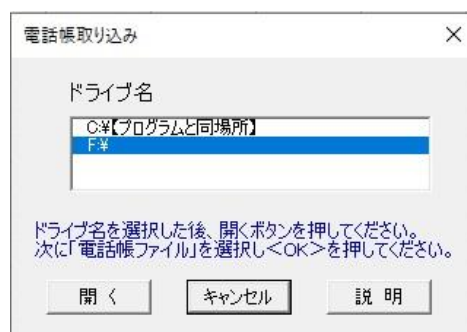 電話帳取り込み
ドライブ名
C:¥【プログラムと同場所】
F:¥
ドライブ名を選択した後、開くボタンを押してください。
次に「電話帳ファイル」を選択し＜OK＞を押してください。
開 く
キャンセル
説 明